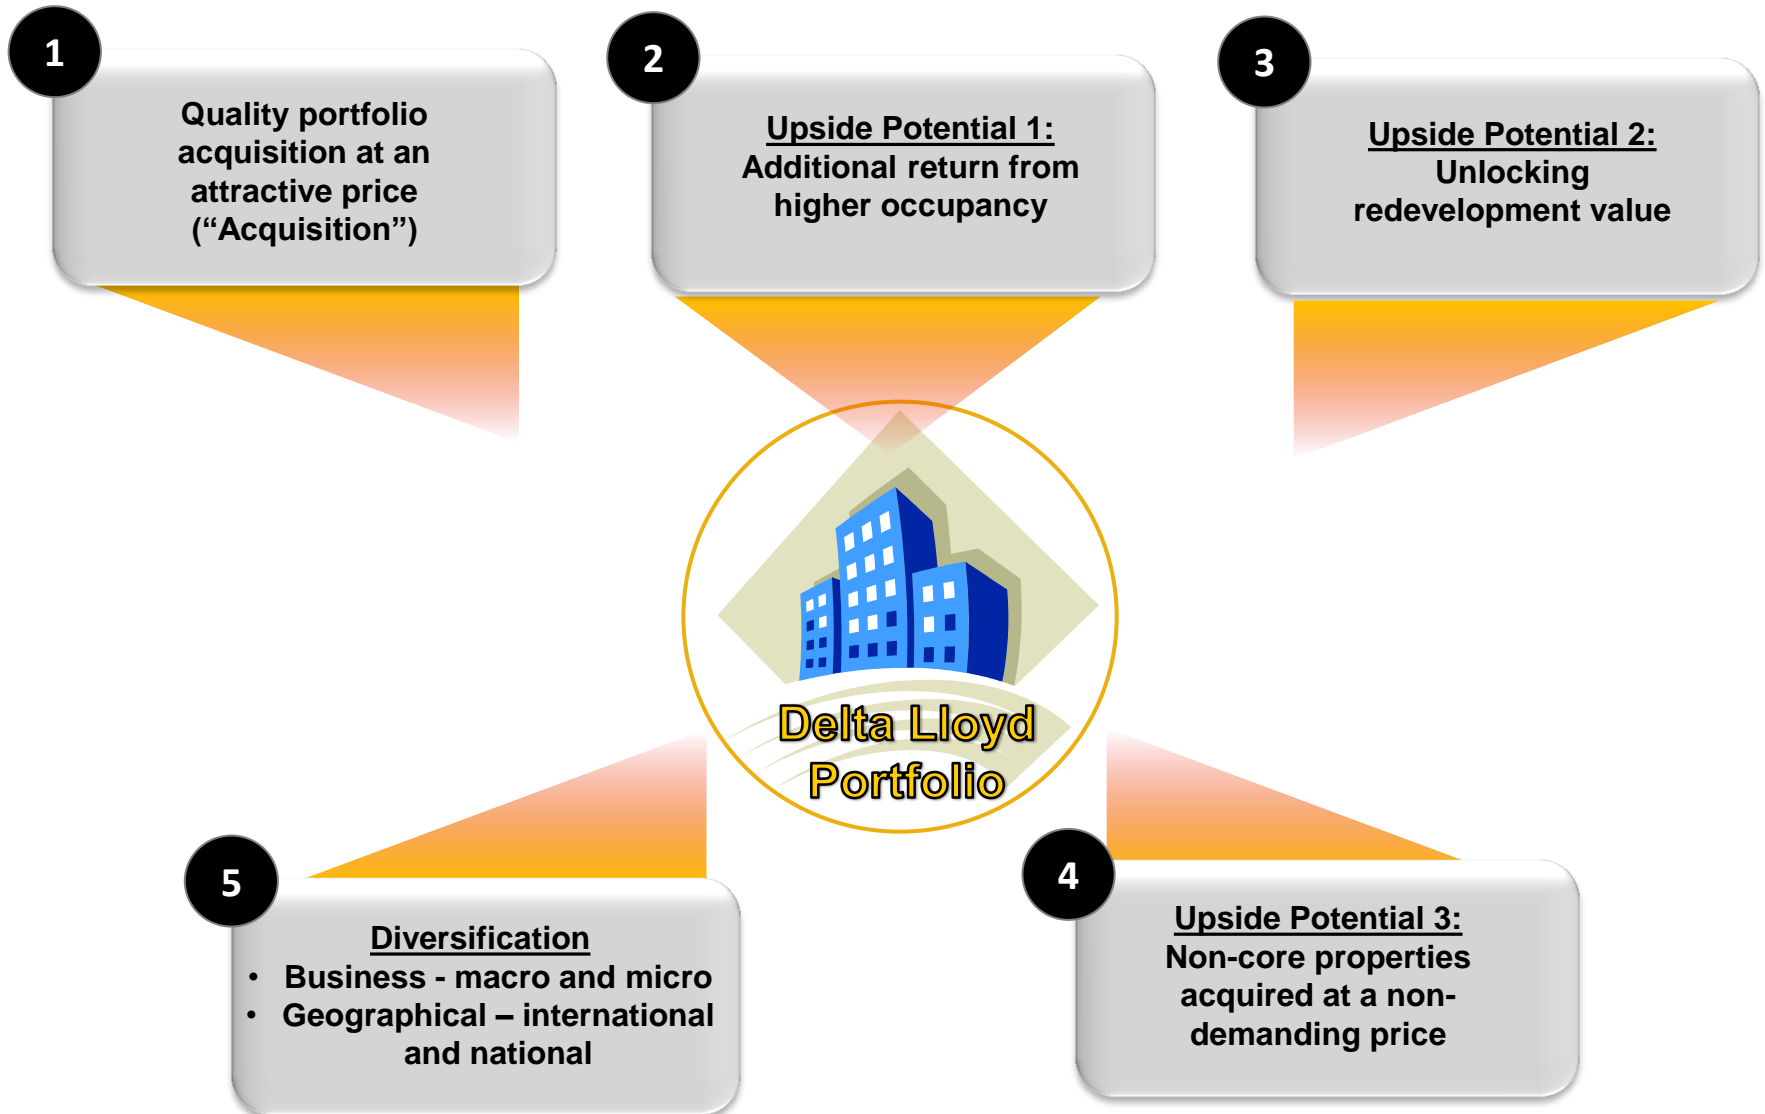 1
Quality portfolio
acquisition at an
attractive price
(“Acquisition”)
2
Upside Potential 1:
Additional return from
higher occupancy
3
Upside Potential 2:
Unlocking
redevelopment value
Delta Lloyd
Portfolio
4
Upside Potential 3:
Non-core properties
acquired at a non-
demanding price
5
Diversification
• Business - macro and micro
• Geographical – international
and national